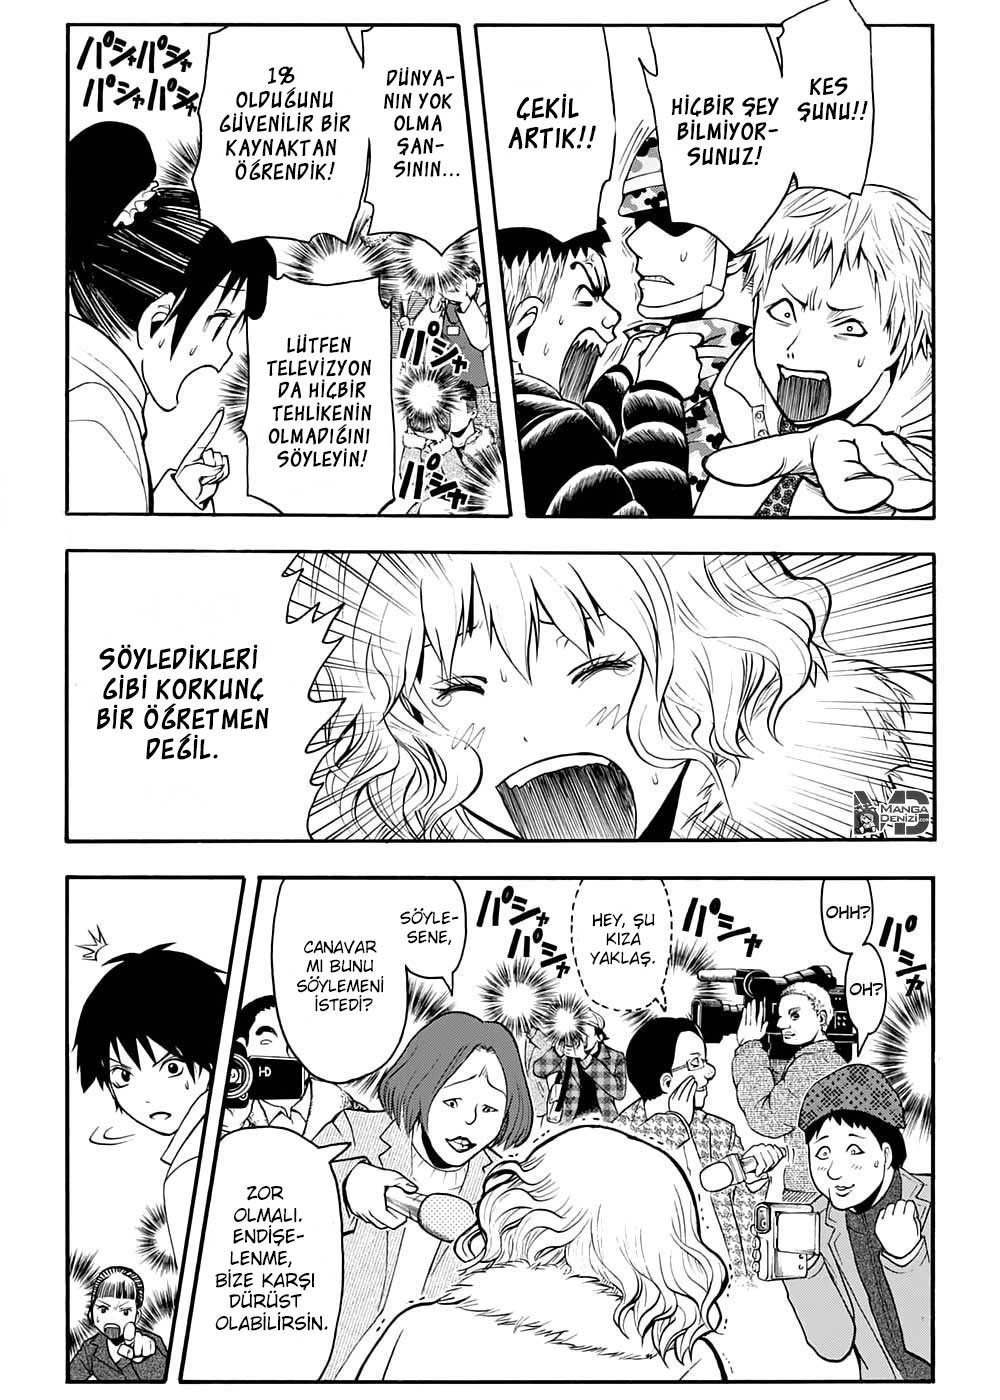 KES
ŞUNU!!
HİÇBİR ŞEY
BİLMİYOR-
SUNUZ!
ÇEKİL
ARTIK!!
DÜNYA-
NIN YOK
OLMA
ŞAN-
SININ...
1%
OLDUĞUNU
GÜVENİLİR BİR
KAYNAKTAN
ÖĞRENDİK!
パシャパシャ
パシャパシャ
LÜTFEN
TELEVİZYON
DA HİÇBİR
TEHLİKENİN
OLMADIĞINI
SÖYLEYİN!
パシャ
パシャ
SÖYLEDİKLERİ
GİBİ KORKUNÇ
BİR ÖĞRETMEN
DEĞİL.
MD
MANGA
DENİZİ
OHH?
OH?
パシャ
HEY, ŞU
KIZA
YAKLAŞ.
パシャ
パシャ
SÖYLE-
SENE,
CANAVAR
MI BUNU
SÖYLEMENİ
İSTEDİ?
HD
ZOR
OLMALI.
ENDİŞE-
LENME,
BİZE KARŞI
DÜRÜST
OLABİLİRSİN.